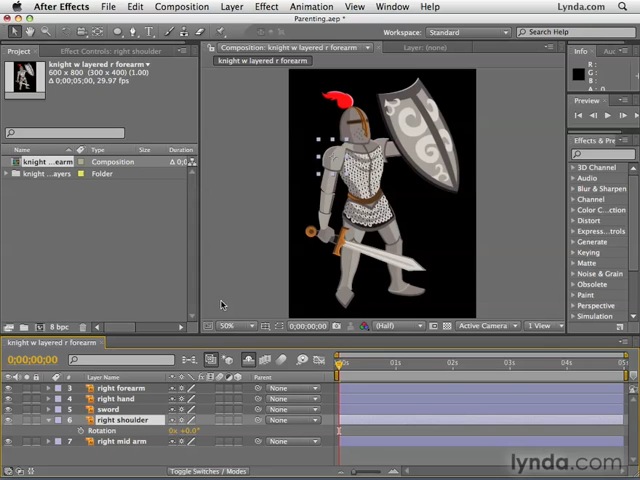 After Effects File Edit Composition Layer Effect Animation View Window Help Lynda.com
Parenting.aep *
Workspace: Standard Search Help
Project Effect Controls: right shoulder Composition: knight w layered r forearm Layer: (none) Info
knight w layered r forearm
knight w layered r forearm
600 x 800 (300 x 400) (1.00)
Δ 0;00;05;00, 29.97 fps
R :
G :
B :
A : 0
Preview
Effects & Pre
Name Type Size Duration
knight ...earm Composition Δ 0;0
knight ...ayers Folder
3D Channel
Audio
Blur & Sharpen
Channel
Color C...ction
Distort
Expres...trols
Generate
Keying
Matte
Noise & Grain
Obsolete
Paint
Perspective
Simulation
8 bpc 50% 0;00;00;00 (Half) Active Camera 1 View
knight w layered r forearm
0;00;00;00
00s 01s 02s 03s 04s 05s
# Layer Name Parent
3 right forearm None
4 right hand None
5 sword None
6 right shoulder None
Rotation 0x +0.0°
7 right mid arm None
Toggle Switches / Modes
lynda.com